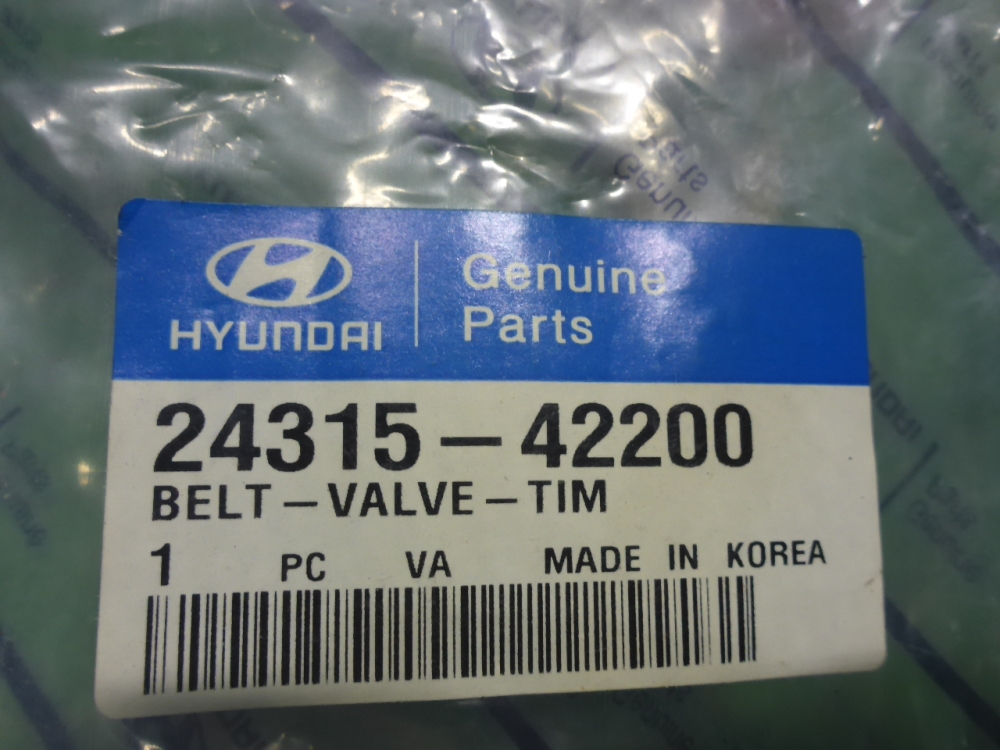 HYUNDAI
Genuine
Parts
24315-42200
BELT-VALVE-TIM
1 PC VA MADE IN KOREA